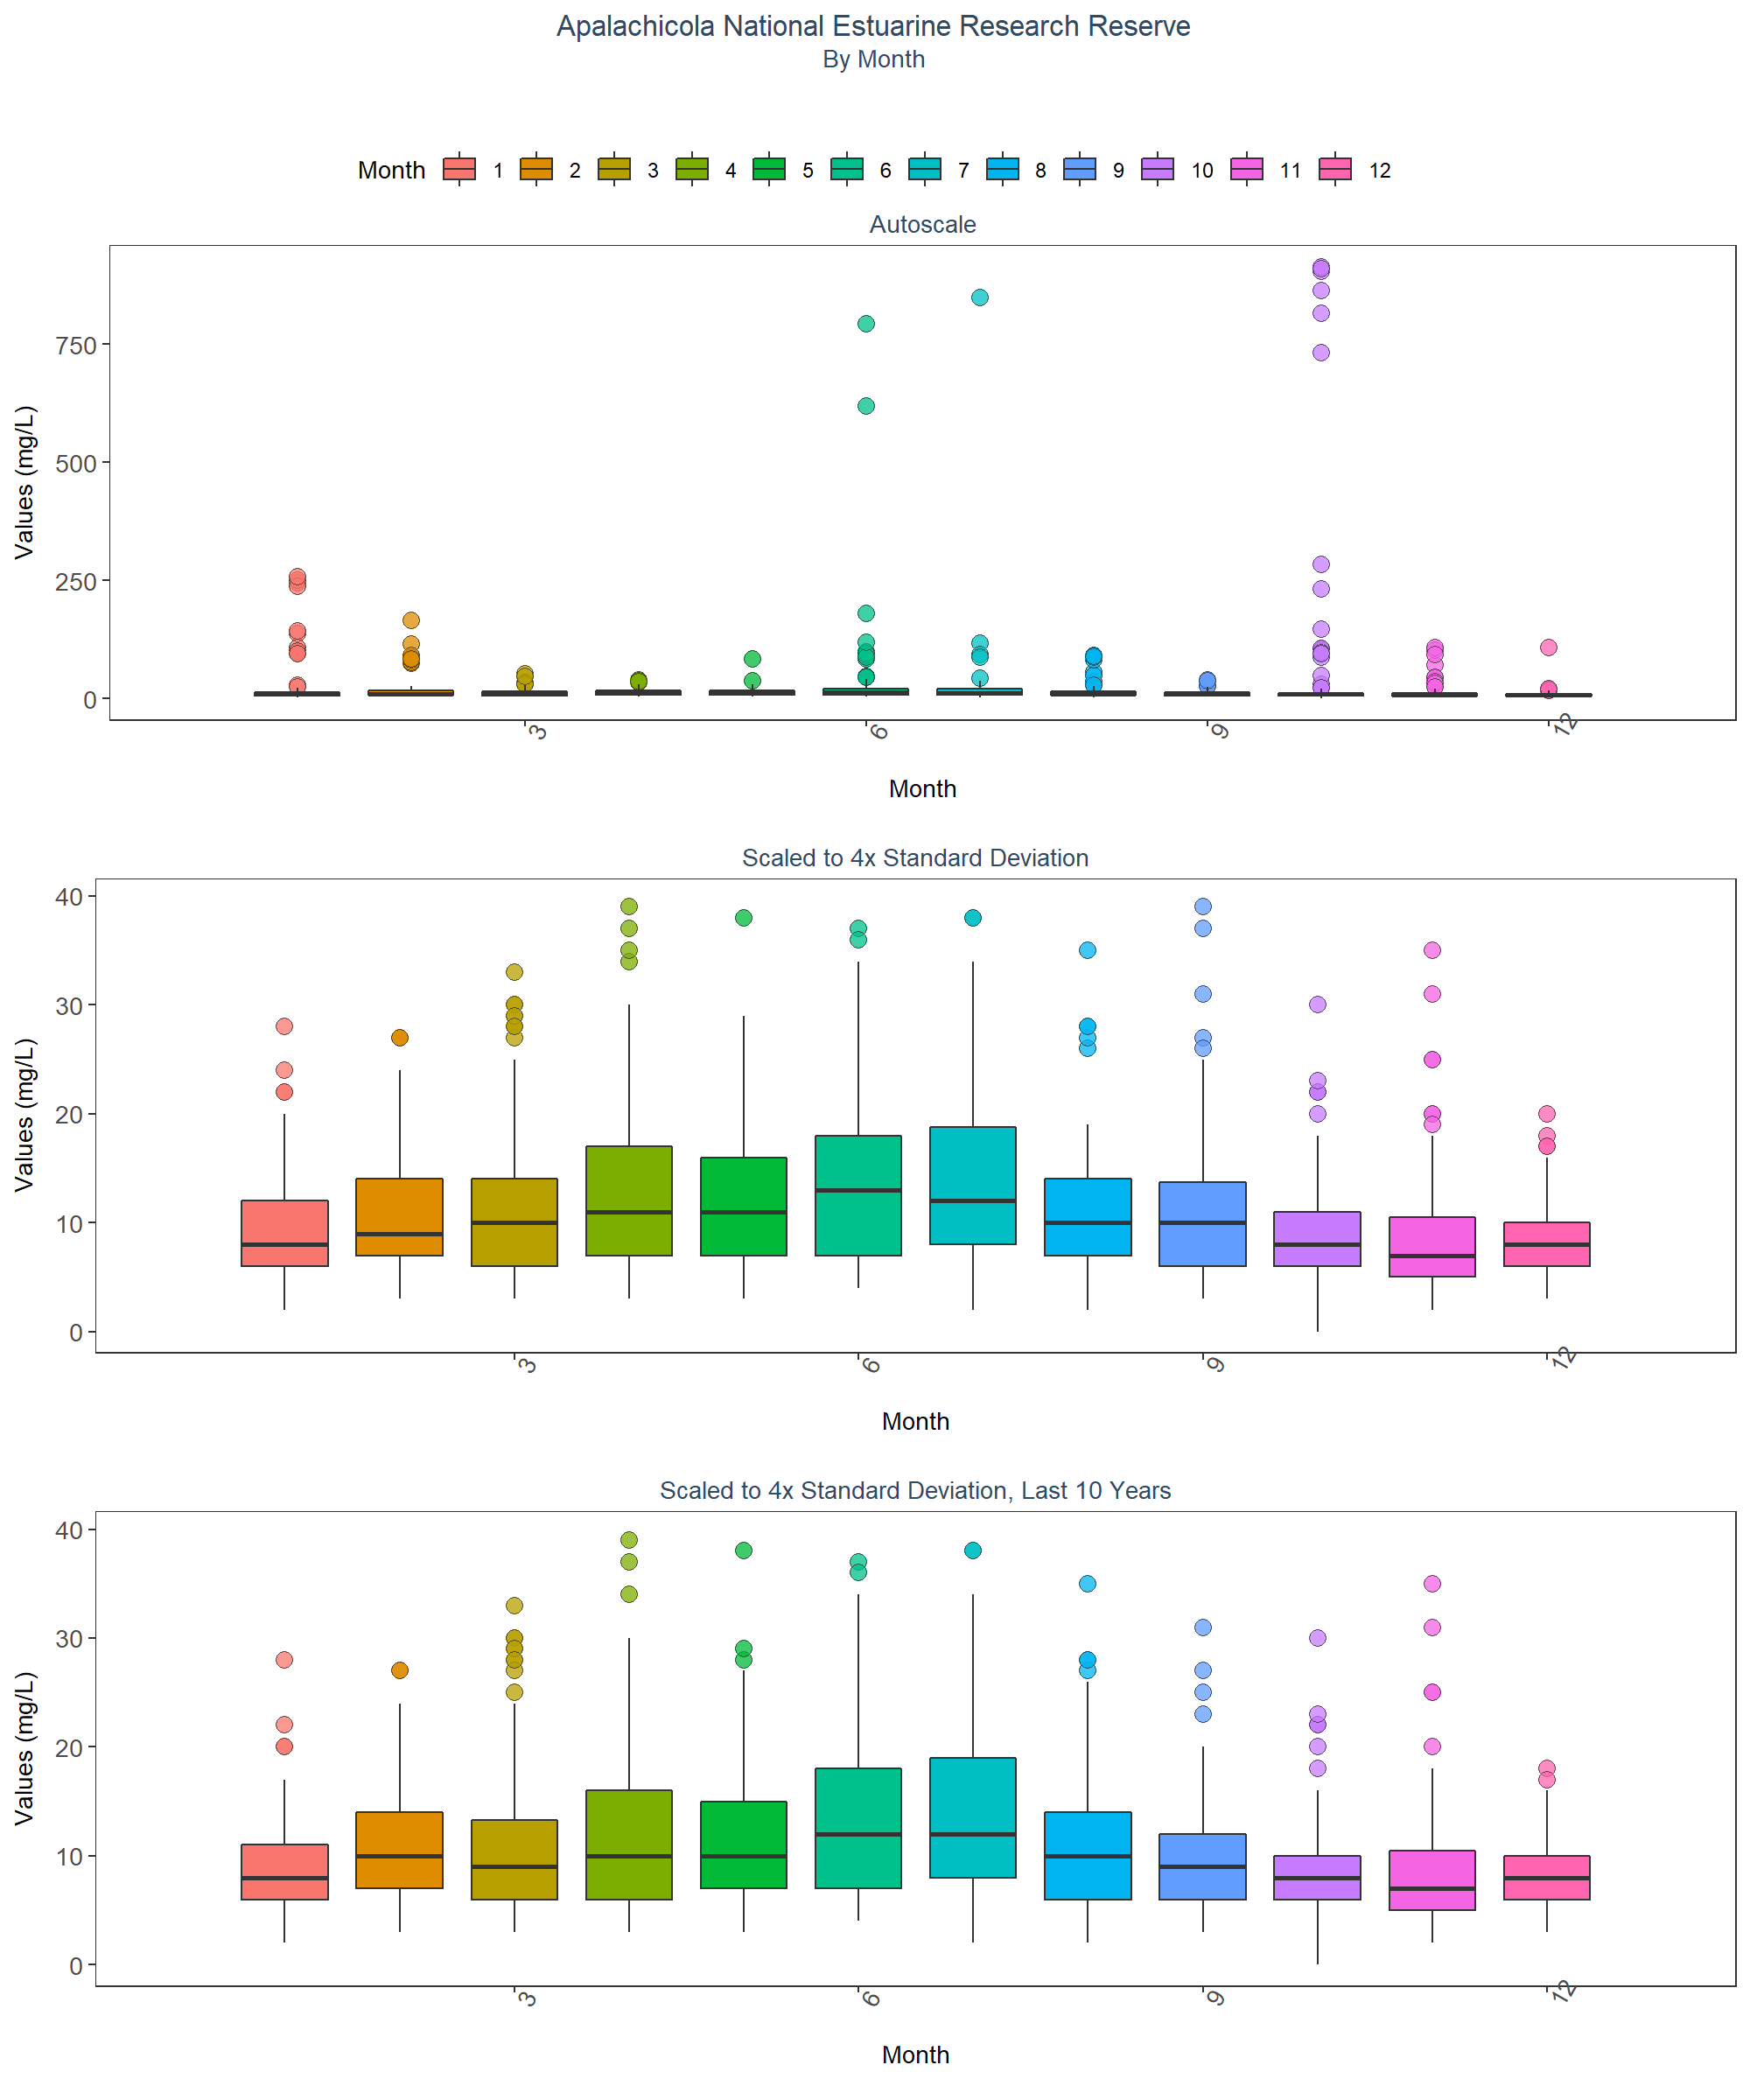 Apalachicola National Estuarine Research Reserve
By Month
Month 1 2 3 4 5 6 7 8 9 10 11 12
Autoscale
Values (mg/L)
750
500
250
0
3 6 9 12
Month
Scaled to 4x Standard Deviation
Values (mg/L)
40
30
20
10
0
3 6 9 12
Month
Scaled to 4x Standard Deviation, Last 10 Years
Values (mg/L)
40
30
20
10
0
3 6 9 12
Month